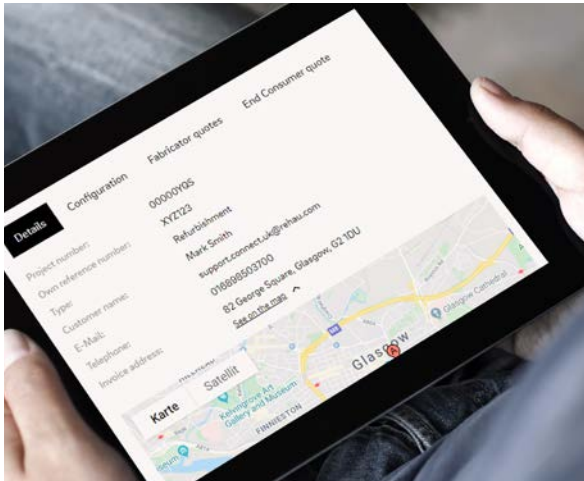 Details Configuration Fabricator quotes End Consumer quote
Project number: 00000YQS
Own reference number: XYZ123
Type: Refurbishment
Customer name: Mark Smith
E-Mail: support.connect.uk@rehau.com
Telephone: 016898503700
Invoice address: 82 George Square, Glasgow, G2 1DU
See on the map
Karte Satellit
Glasgow Cathedral
Glasgow
Kelvingrove Art
Gallery and Museum
FINNIESTON